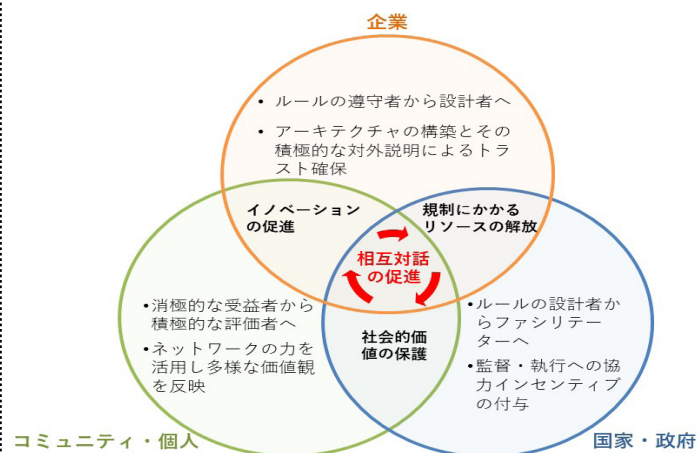 企業
• ルールの遵守者から設計者へ
• アーキテクチャの構築とその
積極的な対外説明によるトラ
スト確保
イノベーション
の促進
規制にかかる
リソースの解放
相互対話
の促進
•消極的な受益者から
積極的な評価者へ
•ネットワークの力を
活用し多様な価値観
を反映
社会的価
値の保護
•ルールの設計者か
らファシリテー
ターへ
•監督・執行への協
力インセンティブ
の付与
コミュニティ・個人
国家・政府